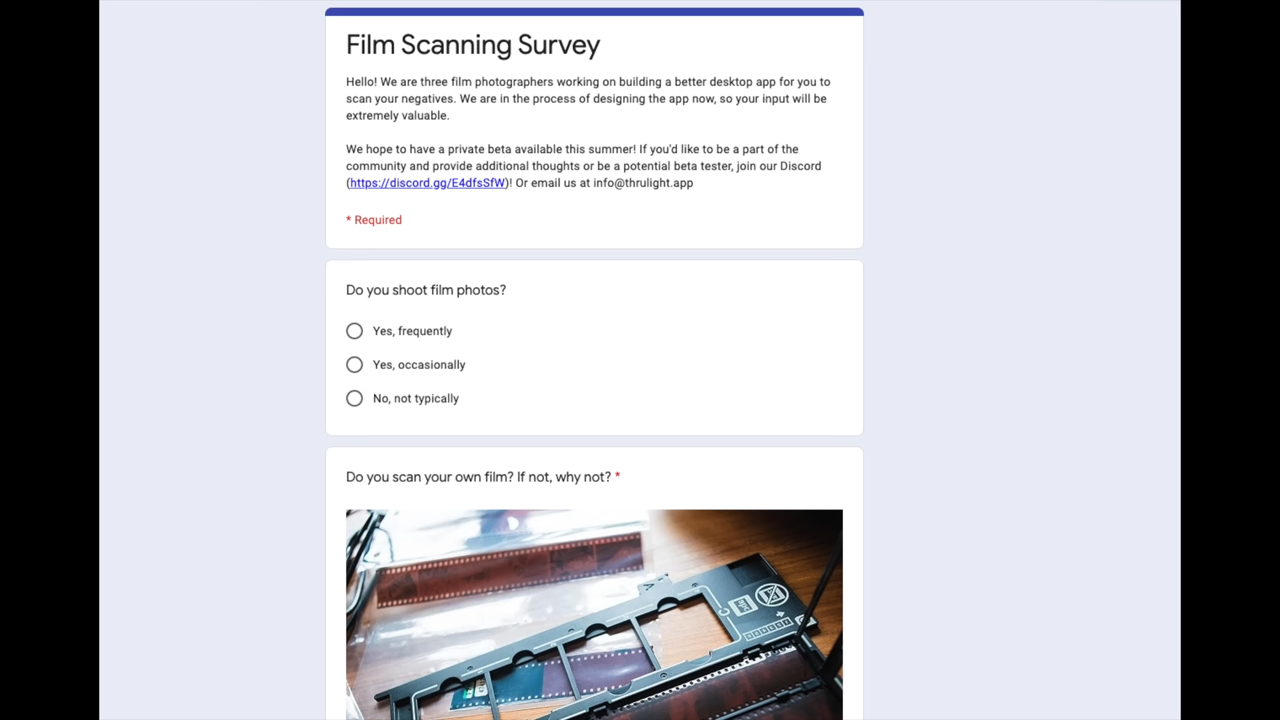 Film Scanning Survey
Hello! We are three film photographers working on building a better desktop app for you to
scan your negatives. We are in the process of designing the app now, so your input will be
extremely valuable.
We hope to have a private beta available this summer! If you'd like to be a part of the
community and provide additional thoughts or be a potential beta tester, join our Discord
(https://discord.gg/E4dfsSfW)! Or email us at info@thrulight.app
* Required
Do you shoot film photos?
Yes, frequently
Yes, occasionally
No, not typically
Do you scan your own film? If not, why not? *
A